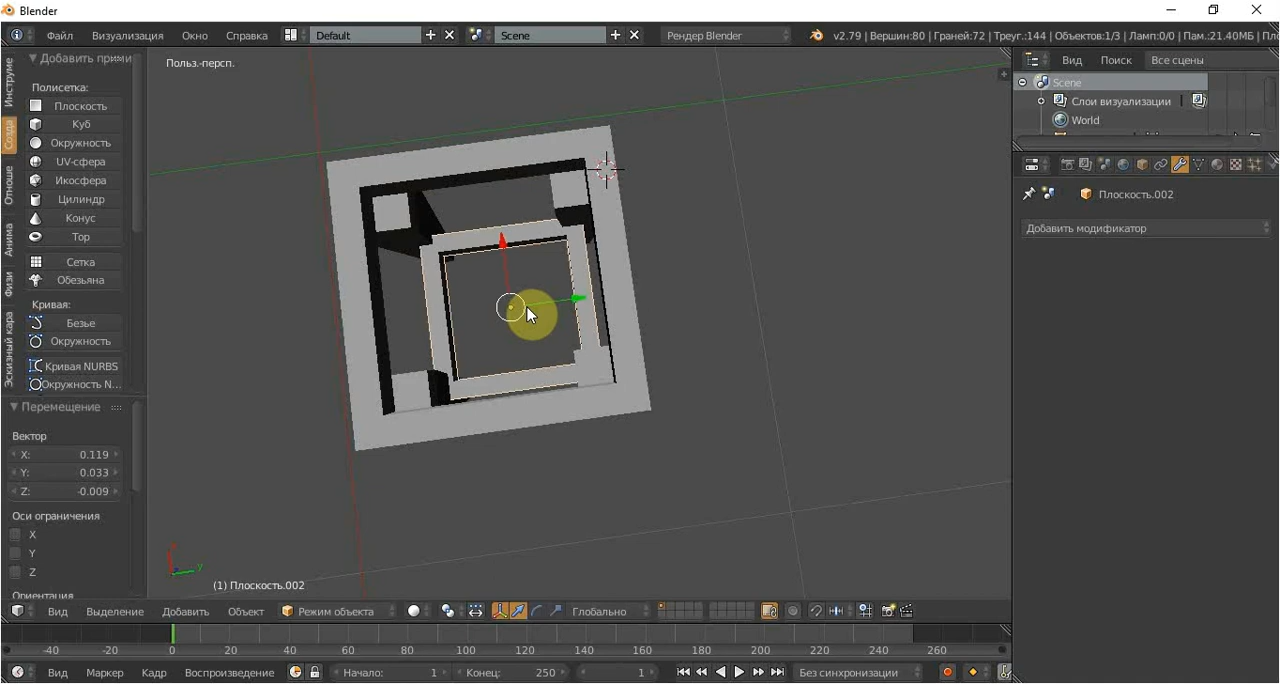 Blender
Файл Визуализация Окно Справка Default Scene Рендер Blender v2.79 | Вершин:80 | Граней:72 | Треуг.:144 | Объектов:1/3 | Ламп:0/0 | Пам.:21.40МБ | Пло
Инструме
Созда
Отноше
Анима
Физи
Эскизный кара
Добавить прими
Полисетка:
Плоскость
Куб
Окружность
UV-сфера
Икосфера
Цилиндр
Конус
Тор
Сетка
Обезьяна
Кривая:
Безье
Окружность
Кривая NURBS
Окружность N...
Перемещение
Вектор
X: 0.119
Y: 0.033
Z: -0.009
Оси ограничения
X
Y
Z
Ориентация
Польз.-персп.
y
(1) Плоскость.002
Вид Выделение Добавить Объект Режим объекта Глобально
Вид Поиск Все сцены
Scene
Слои визуализации
World
Плоскость.002
Добавить модификатор
-40 -20 0 20 40 60 80 100 120 140 160 180 200 220 240 260
Вид Маркер Кадр Воспроизведение Начало: 1 Конец: 250 1 Без синхронизации